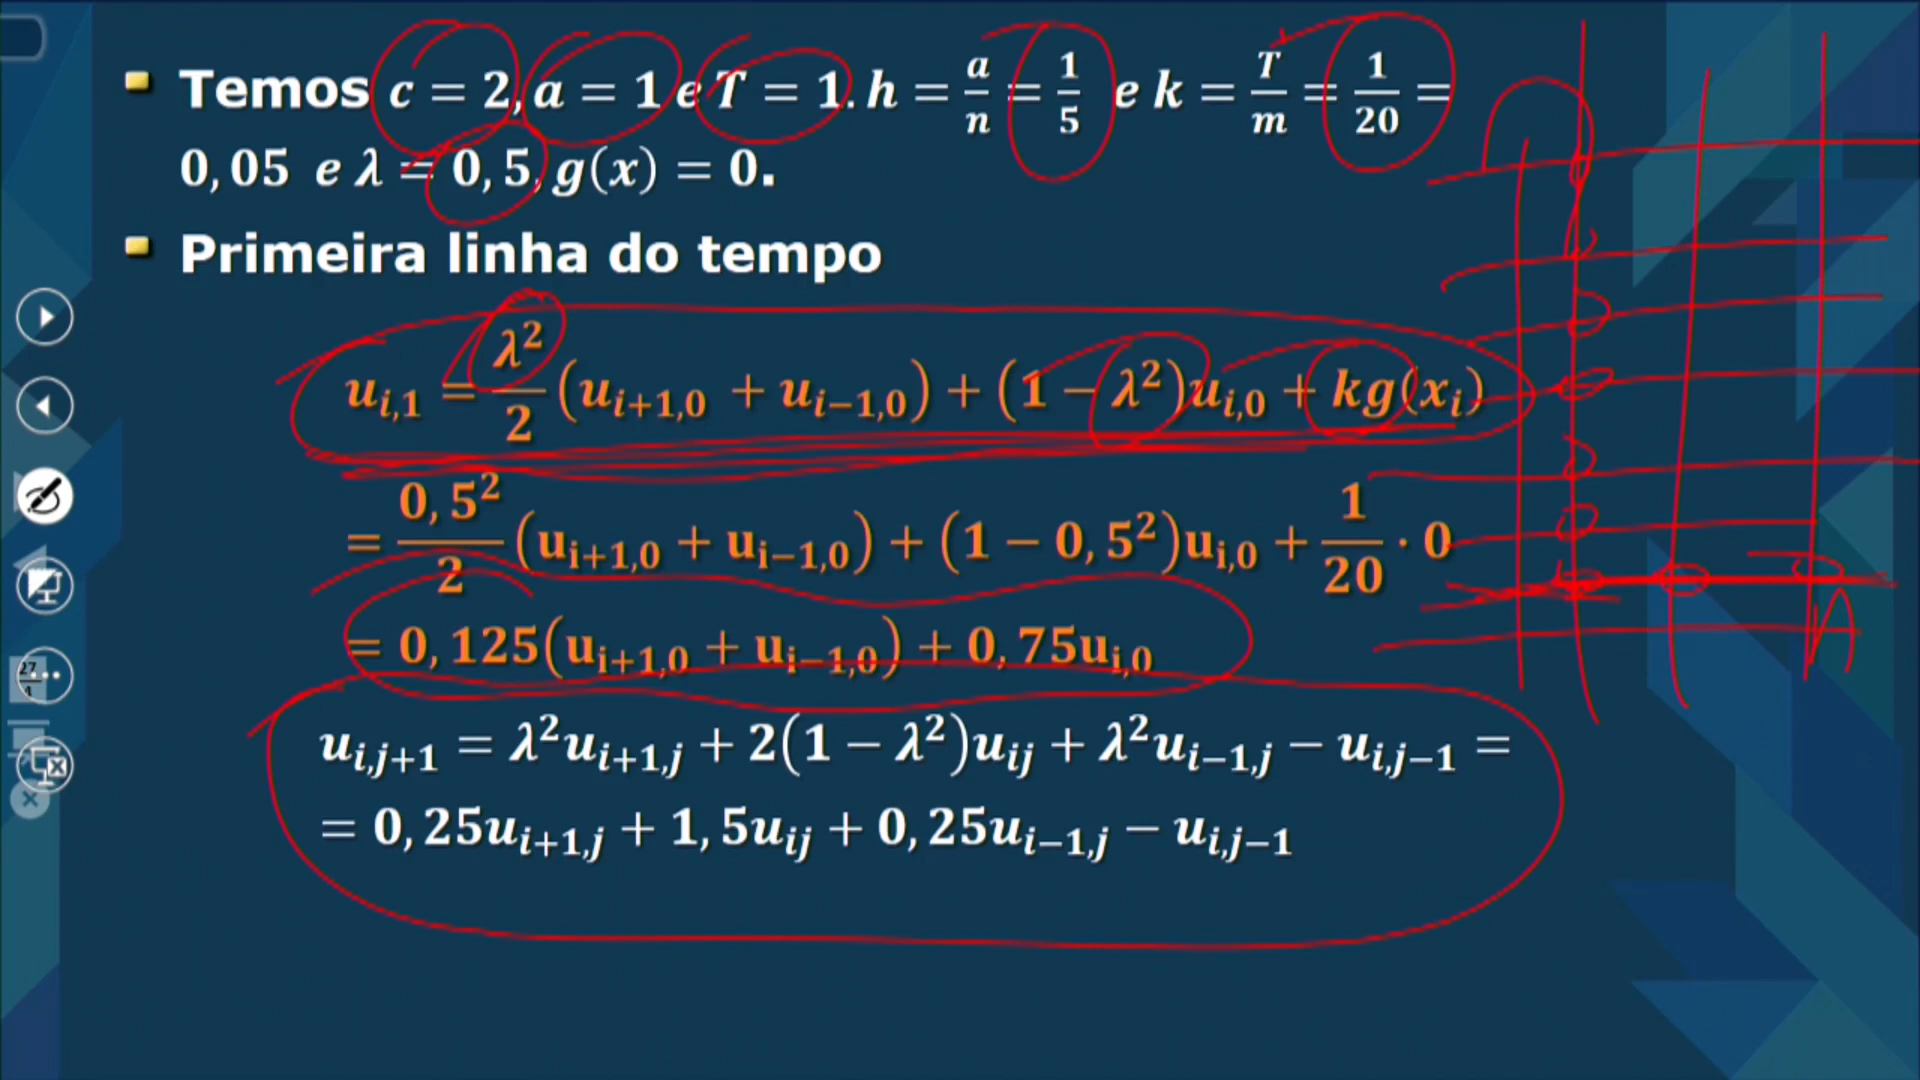 Temos c = 2, a = 1 e T = 1. h = a/n = 1/5 e k = T/m = 1/20 =
0,05 e λ = 0,5, g(x) = 0.
Primeira linha do tempo
u_{i,1} = λ²/2 (u_{i+1,0} + u_{i−1,0}) + (1 − λ²)u_{i,0} + kg(x_i)
= 0,5²/2 (u_{i+1,0} + u_{i−1,0}) + (1 − 0,5²)u_{i,0} + 1/20 · 0
= 0,125(u_{i+1,0} + u_{i−1,0}) + 0,75u_{i,0}
u_{i,j+1} = λ²u_{i+1,j} + 2(1 − λ²)u_{ij} + λ²u_{i−1,j} − u_{i,j−1} =
= 0,25u_{i+1,j} + 1,5u_{ij} + 0,25u_{i−1,j} − u_{i,j−1}